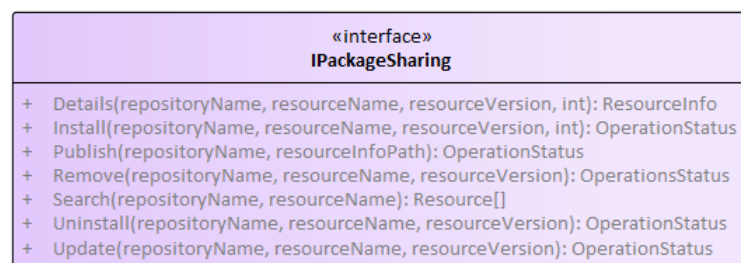 «interface»
IPackageSharing
+ Details(repositoryName, resourceName, resourceVersion, int): ResourceInfo
+ Install(repositoryName, resourceName, resourceVersion, int): OperationStatus
+ Publish(repositoryName, resourceInfoPath): OperationStatus
+ Remove(repositoryName, resourceName, resourceVersion): OperationsStatus
+ Search(repositoryName, resourceName): Resource[]
+ Uninstall(repositoryName, resourceName, resourceVersion): OperationStatus
+ Update(repositoryName, resourceName, resourceVersion): OperationStatus